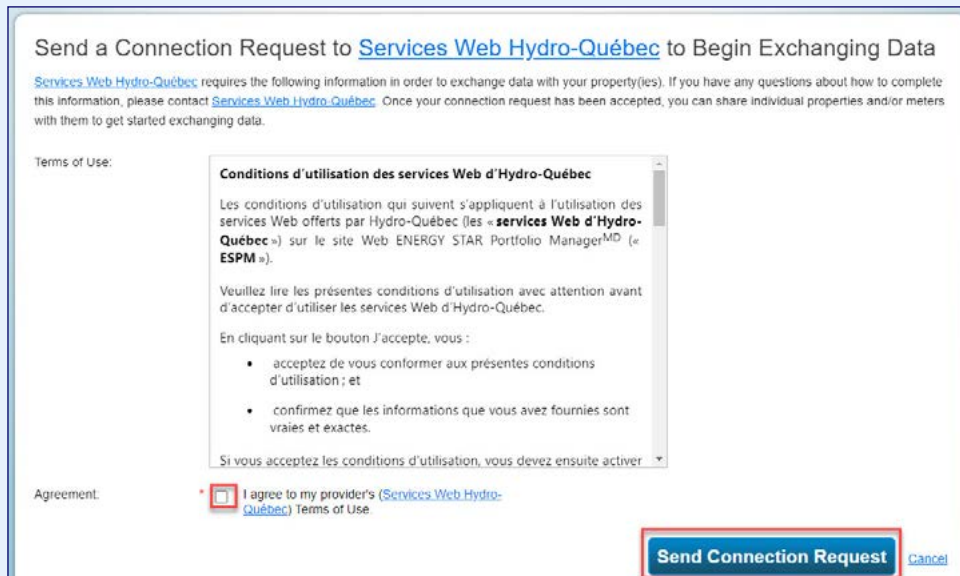 Send a Connection Request to Services Web Hydro-Québec to Begin Exchanging Data
Services Web Hydro-Québec requires the following information in order to exchange data with your property(ies). If you have any questions about how to complete
this information, please contact Services Web Hydro-Québec. Once your connection request has been accepted, you can share individual properties and/or meters
with them to get started exchanging data.
Terms of Use:
Conditions d'utilisation des services Web d'Hydro-Québec
Les conditions d'utilisation qui suivent s'appliquent à l'utilisation des
services Web offerts par Hydro-Québec (les « services Web d'Hydro-
Québec ») sur le site Web ENERGY STAR Portfolio ManagerMD («
ESPM »).
Veuillez lire les présentes conditions d'utilisation avec attention avant
d'accepter d'utiliser les services Web d'Hydro-Québec.
En cliquant sur le bouton J'accepte, vous :
• acceptez de vous conformer aux présentes conditions
d'utilisation ; et
• confirmez que les informations que vous avez fournies sont
vraies et exactes.
Si vous acceptez les conditions d'utilisation, vous devez ensuite activer
Agreement:
* I agree to my provider's (Services Web Hydro-
Québec) Terms of Use.
Send Connection Request Cancel